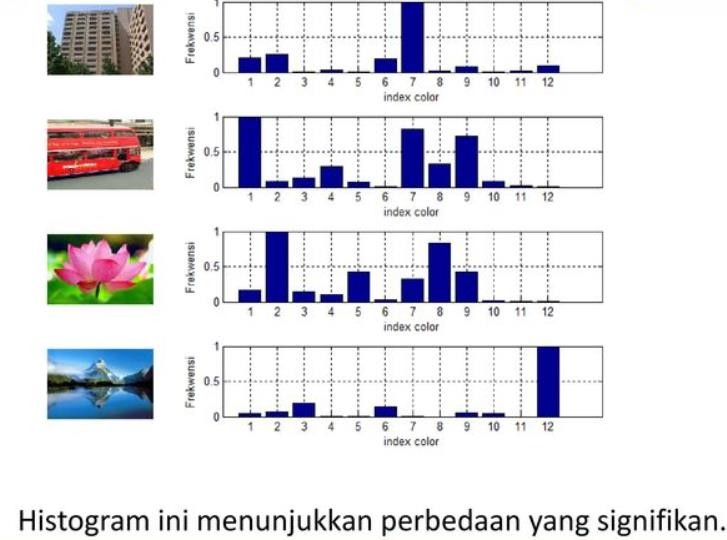 1
0.5
0
Frekwensi
1 2 3 4 5 6 7 8 9 10 11 12
index color
1
0.5
0
Frekwensi
1 2 3 4 5 6 7 8 9 10 11 12
index color
1
0.5
0
Frekwensi
1 2 3 4 5 6 7 8 9 10 11 12
index color
1
0.5
0
Frekwensi
1 2 3 4 5 6 7 8 9 10 11 12
index color
Histogram ini menunjukkan perbedaan yang signifikan.